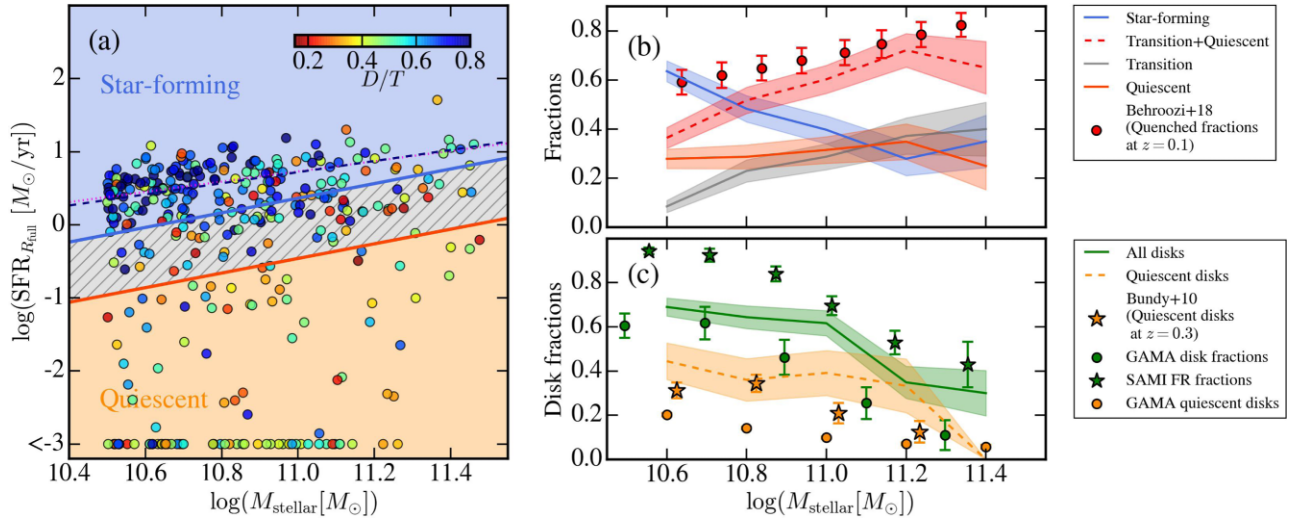 (a)
0.2 0.4 0.6 0.8
D/T
Star-forming
Quiescent
2
1
0
-1
-2
<-3
log(SFR_{R_full} [M_⊙/yr])
10.4 10.6 10.8 11.0 11.2 11.4
log(M_stellar[M_⊙])
(b)
0.8
0.6
0.4
0.2
0.0
Fractions
(c)
0.8
0.6
0.4
0.2
0.0
Disk fractions
10.6 10.8 11.0 11.2 11.4
log(M_stellar[M_⊙])
Star-forming
Transition+Quiescent
Transition
Quiescent
Behroozi+18
(Quenched fractions
at z = 0.1)
All disks
Quiescent disks
Bundy+10
(Quiescent disks
at z = 0.3)
GAMA disk fractions
SAMI FR fractions
GAMA quiescent disks